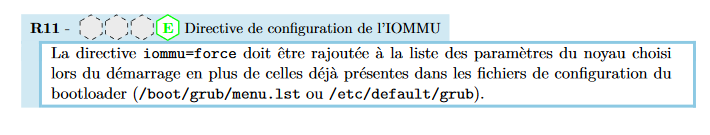 R11 - E Directive de configuration de l'IOMMU
La directive iommu=force doit être rajoutée à la liste des paramètres du noyau choisi
lors du démarrage en plus de celles déjà présentes dans les fichiers de configuration du
bootloader (/boot/grub/menu.lst ou /etc/default/grub).